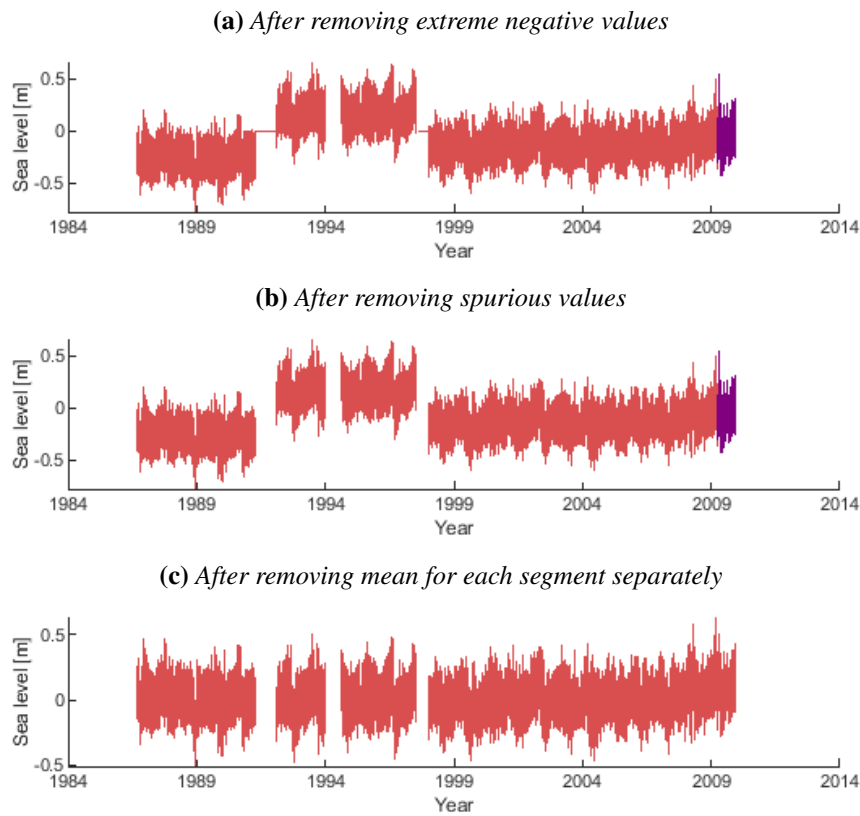 (a) After removing extreme negative values
0.5
0
-0.5
Sea level [m]
1984 1989 1994 1999 2004 2009 2014
Year
(b) After removing spurious values
0.5
0
-0.5
Sea level [m]
1984 1989 1994 1999 2004 2009 2014
Year
(c) After removing mean for each segment separately
0.5
0
-0.5
Sea level [m]
1984 1989 1994 1999 2004 2009 2014
Year